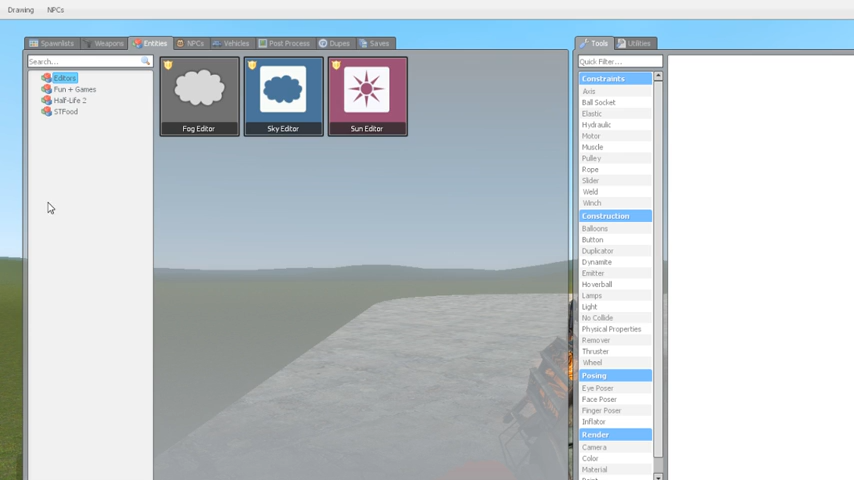 Drawing NPCs
Spawnlists Weapons Entities NPCs Vehicles Post Process Dupes Saves
Tools Utilities
Search...
Quick Filter...
Editors
Fun + Games
Half-Life 2
STFood
Fog Editor
Sky Editor
Sun Editor
Constraints
Axis
Ball Socket
Elastic
Hydraulic
Motor
Muscle
Pulley
Rope
Slider
Weld
Winch
Construction
Balloons
Button
Duplicator
Dynamite
Emitter
Hoverball
Lamps
Light
No Collide
Physical Properties
Remover
Thruster
Wheel
Posing
Eye Poser
Face Poser
Finger Poser
Inflator
Render
Camera
Color
Material